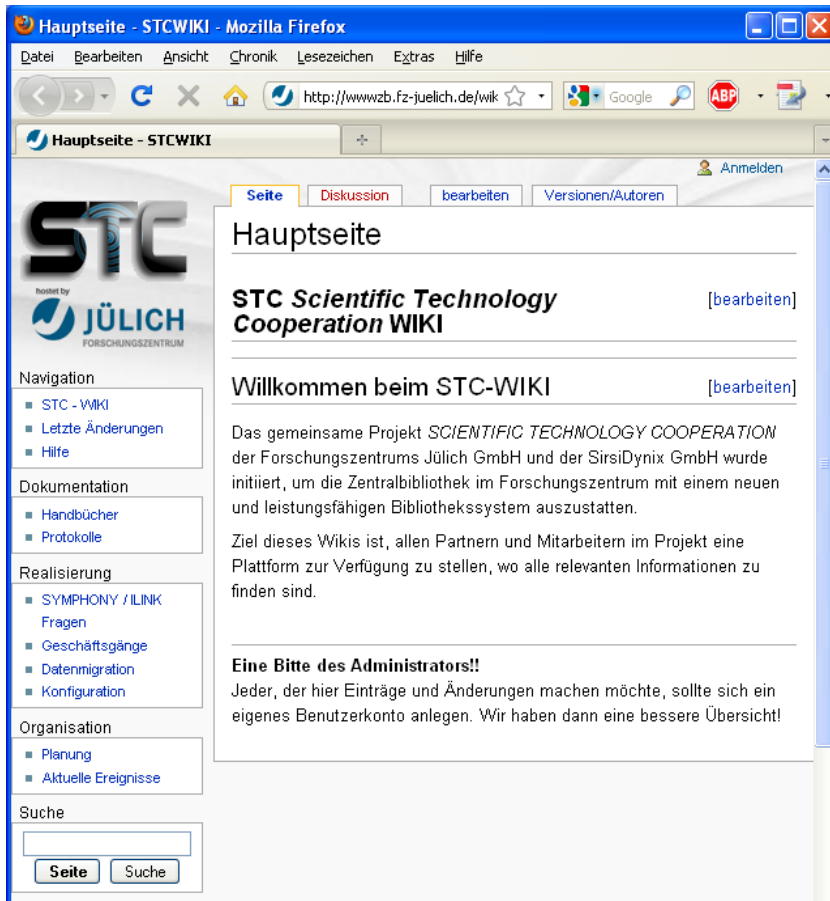 Hauptseite - STCWIKI - Mozilla Firefox
Datei Bearbeiten Ansicht Chronik Lesezeichen Extras Hilfe
http://wwwzb.fz-juelich.de/wik Google ABP
Hauptseite - STCWIKI
Anmelden
Seite Diskussion bearbeiten Versionen/Autoren
STC
hostet by
JÜLICH
FORSCHUNGSZENTRUM
Navigation
STC - WIKI
Letzte Änderungen
Hilfe
Dokumentation
Handbücher
Protokolle
Realisierung
SYMPHONY / ILINK
Fragen
Geschäftsgänge
Datenmigration
Konfiguration
Organisation
Planung
Aktuelle Ereignisse
Suche
Seite Suche
Hauptseite
STC Scientific Technology [bearbeiten]
Cooperation WIKI
Willkommen beim STC-WIKI [bearbeiten]
Das gemeinsame Projekt SCIENTIFIC TECHNOLOGY COOPERATION
der Forschungszentrums Jülich GmbH und der SirsiDynix GmbH wurde
initiiert, um die Zentralbibliothek im Forschungszentrum mit einem neuen
und leistungsfähigen Bibliothekssystem auszustatten.
Ziel dieses Wikis ist, allen Partnern und Mitarbeitern im Projekt eine
Plattform zur Verfügung zu stellen, wo alle relevanten Informationen zu
finden sind.
Eine Bitte des Administrators!!
Jeder, der hier Einträge und Änderungen machen möchte, sollte sich ein
eigenes Benutzerkonto anlegen. Wir haben dann eine bessere Übersicht!